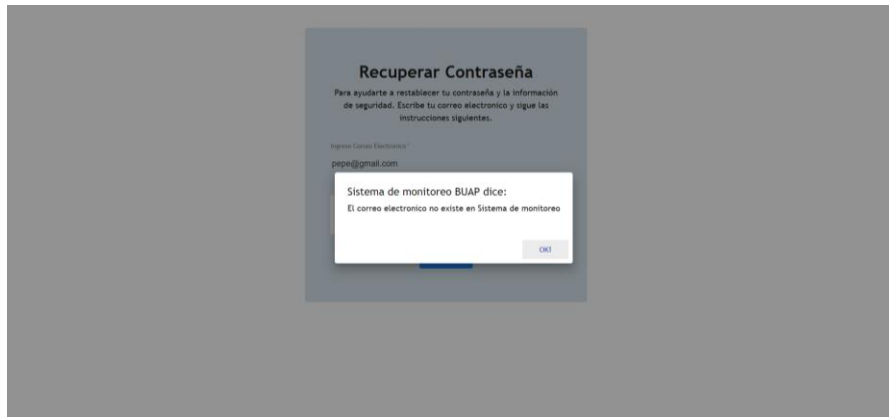 Recuperar Contraseña
Para ayudarte a restablecer tu contraseña y la información
de seguridad. Escribe tu correo electronico y sigue las
instrucciones siguientes.
Ingrese Correo Electronico *
pepe@gmail.com
Sistema de monitoreo BUAP dice:
El correo electronico no existe en Sistema de monitoreo
OK!